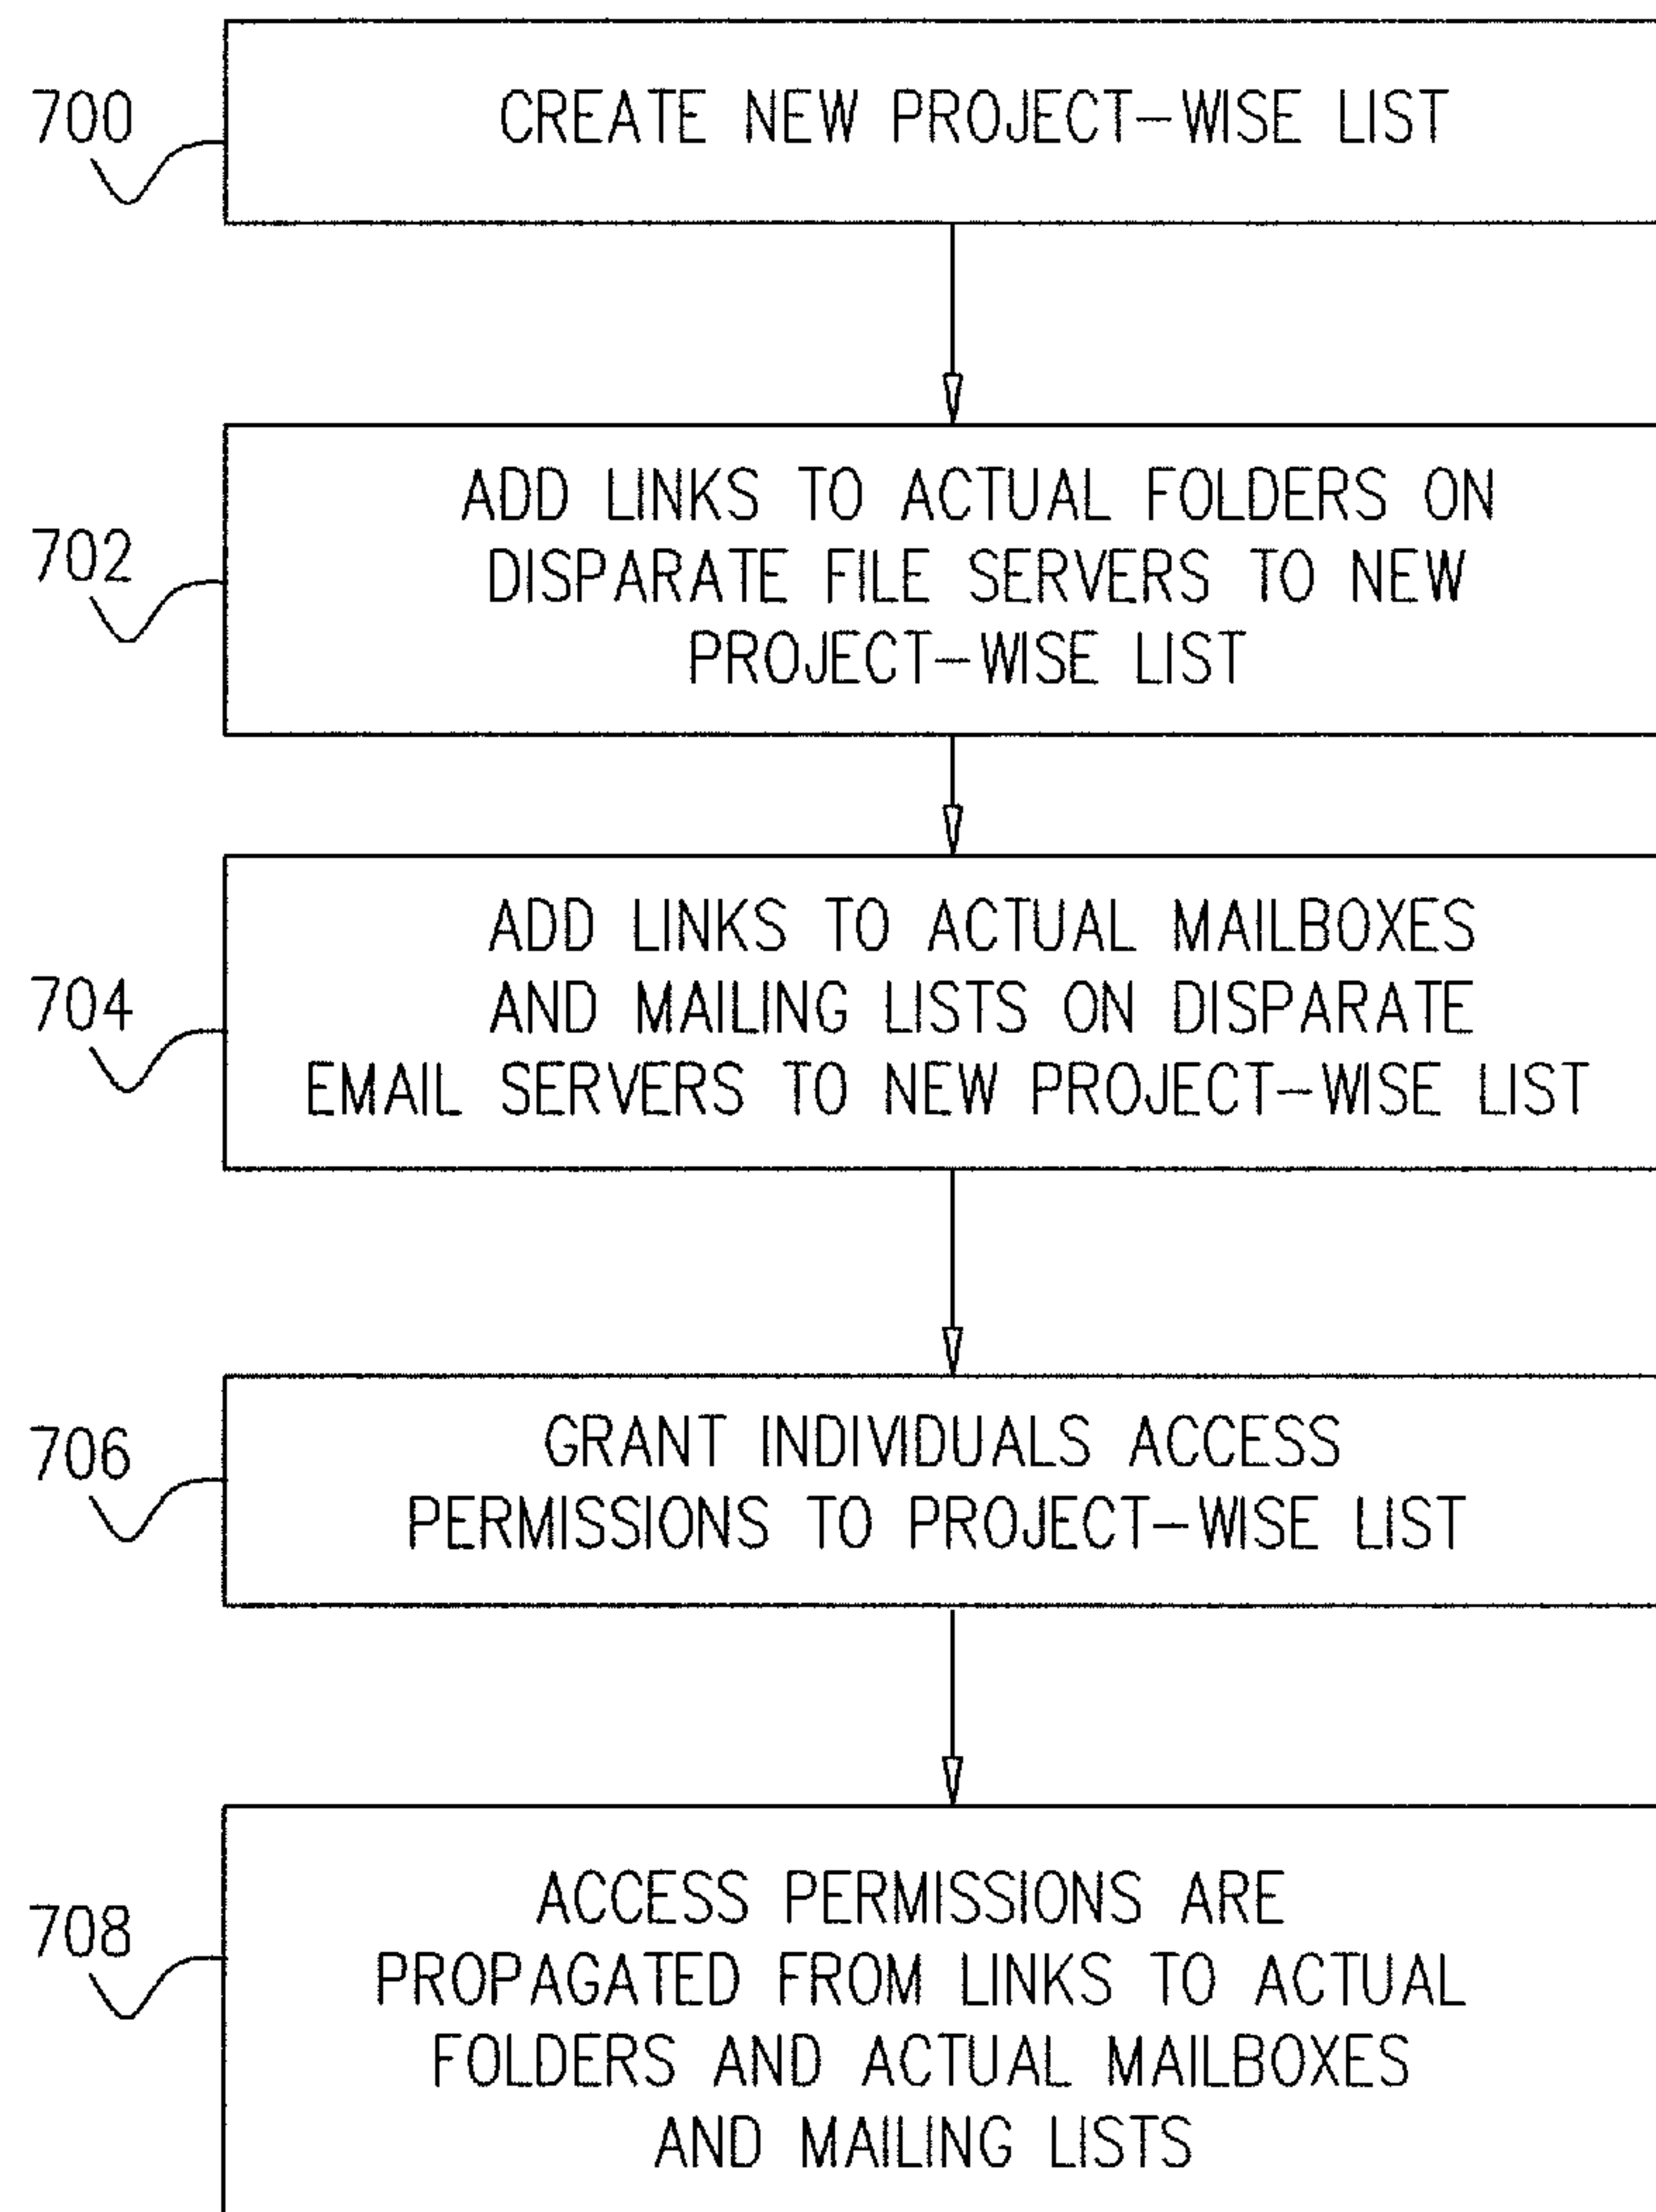 700
CREATE NEW PROJECT-WISE LIST
702
ADD LINKS TO ACTUAL FOLDERS ON
DISPARATE FILE SERVERS TO NEW
PROJECT-WISE LIST
704
ADD LINKS TO ACTUAL MAILBOXES
AND MAILING LISTS ON DISPARATE
EMAIL SERVERS TO NEW PROJECT-WISE LIST
706
GRANT INDIVIDUALS ACCESS
PERMISSIONS TO PROJECT-WISE LIST
708
ACCESS PERMISSIONS ARE
PROPAGATED FROM LINKS TO ACTUAL
FOLDERS AND ACTUAL MAILBOXES
AND MAILING LISTS